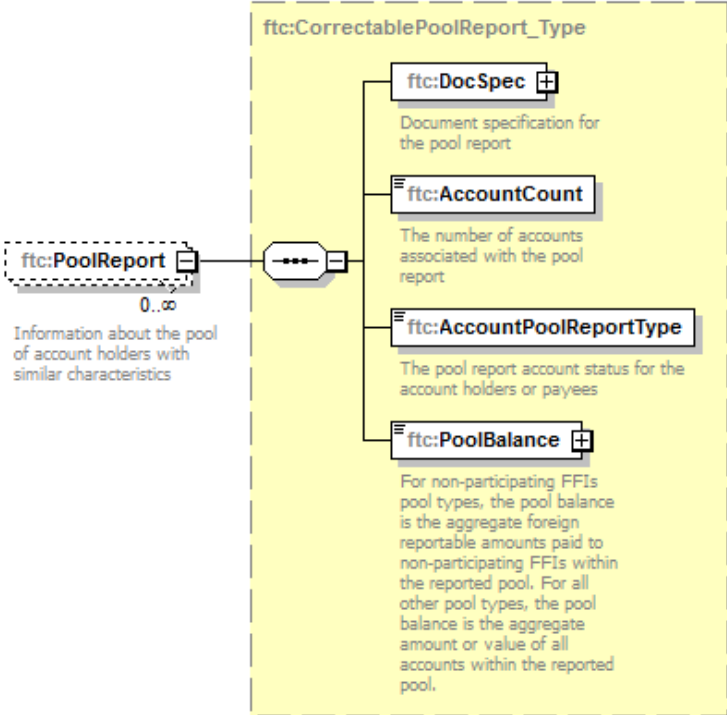 ftc:CorrectablePoolReport_Type
ftc:DocSpec
Document specification for
the pool report
ftc:AccountCount
The number of accounts
associated with the pool
report
ftc:PoolReport
0..∞
Information about the pool
of account holders with
similar characteristics
ftc:AccountPoolReportType
The pool report account status for the
account holders or payees
ftc:PoolBalance
For non-participating FFIs
pool types, the pool balance
is the aggregate foreign
reportable amounts paid to
non-participating FFIs within
the reported pool. For all
other pool types, the pool
balance is the aggregate
amount or value of all
accounts within the reported
pool.